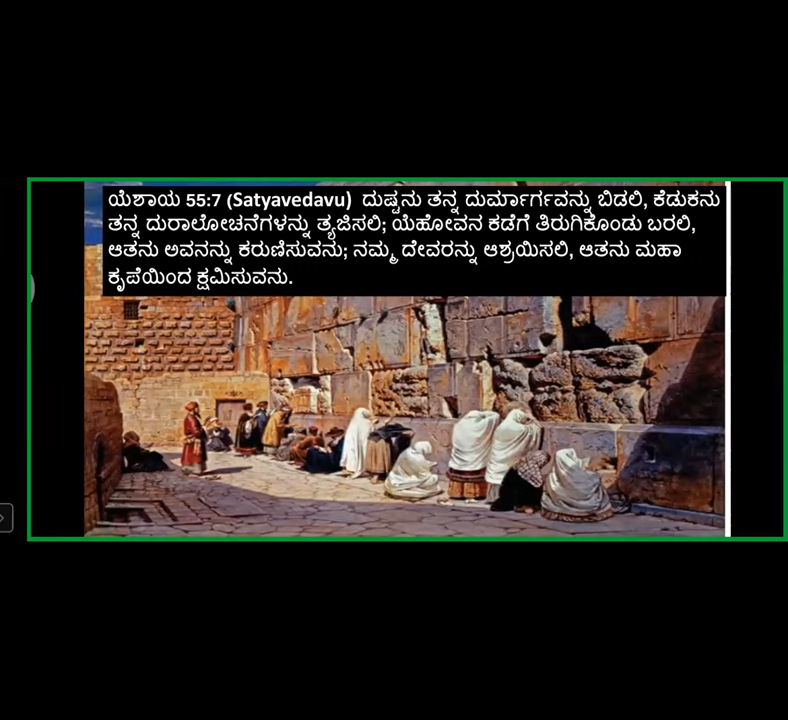 ಯೆಶಾಯ 55:7 (Satyavedavu) ದುಷ್ಟನು ತನ್ನ ದುರ್ಮಾರ್ಗವನ್ನು ಬಿಡಲಿ, ಕೆಡುಕನು
ತನ್ನ ದುರಾಲೋಚನೆಗಳನ್ನು ತ್ಯಜಿಸಲಿ; ಯೆಹೋವನ ಕಡೆಗೆ ತಿರುಗಿಕೊಂಡು ಬರಲಿ,
ಆತನು ಅವನನ್ನು ಕರುಣಿಸುವನು; ನಮ್ಮ ದೇವರನ್ನು ಆಶ್ರಯಿಸಲಿ, ಆತನು ಮಹಾ
ಕೃಪೆಯಿಂದ ಕ್ಷಮಿಸುವನು.